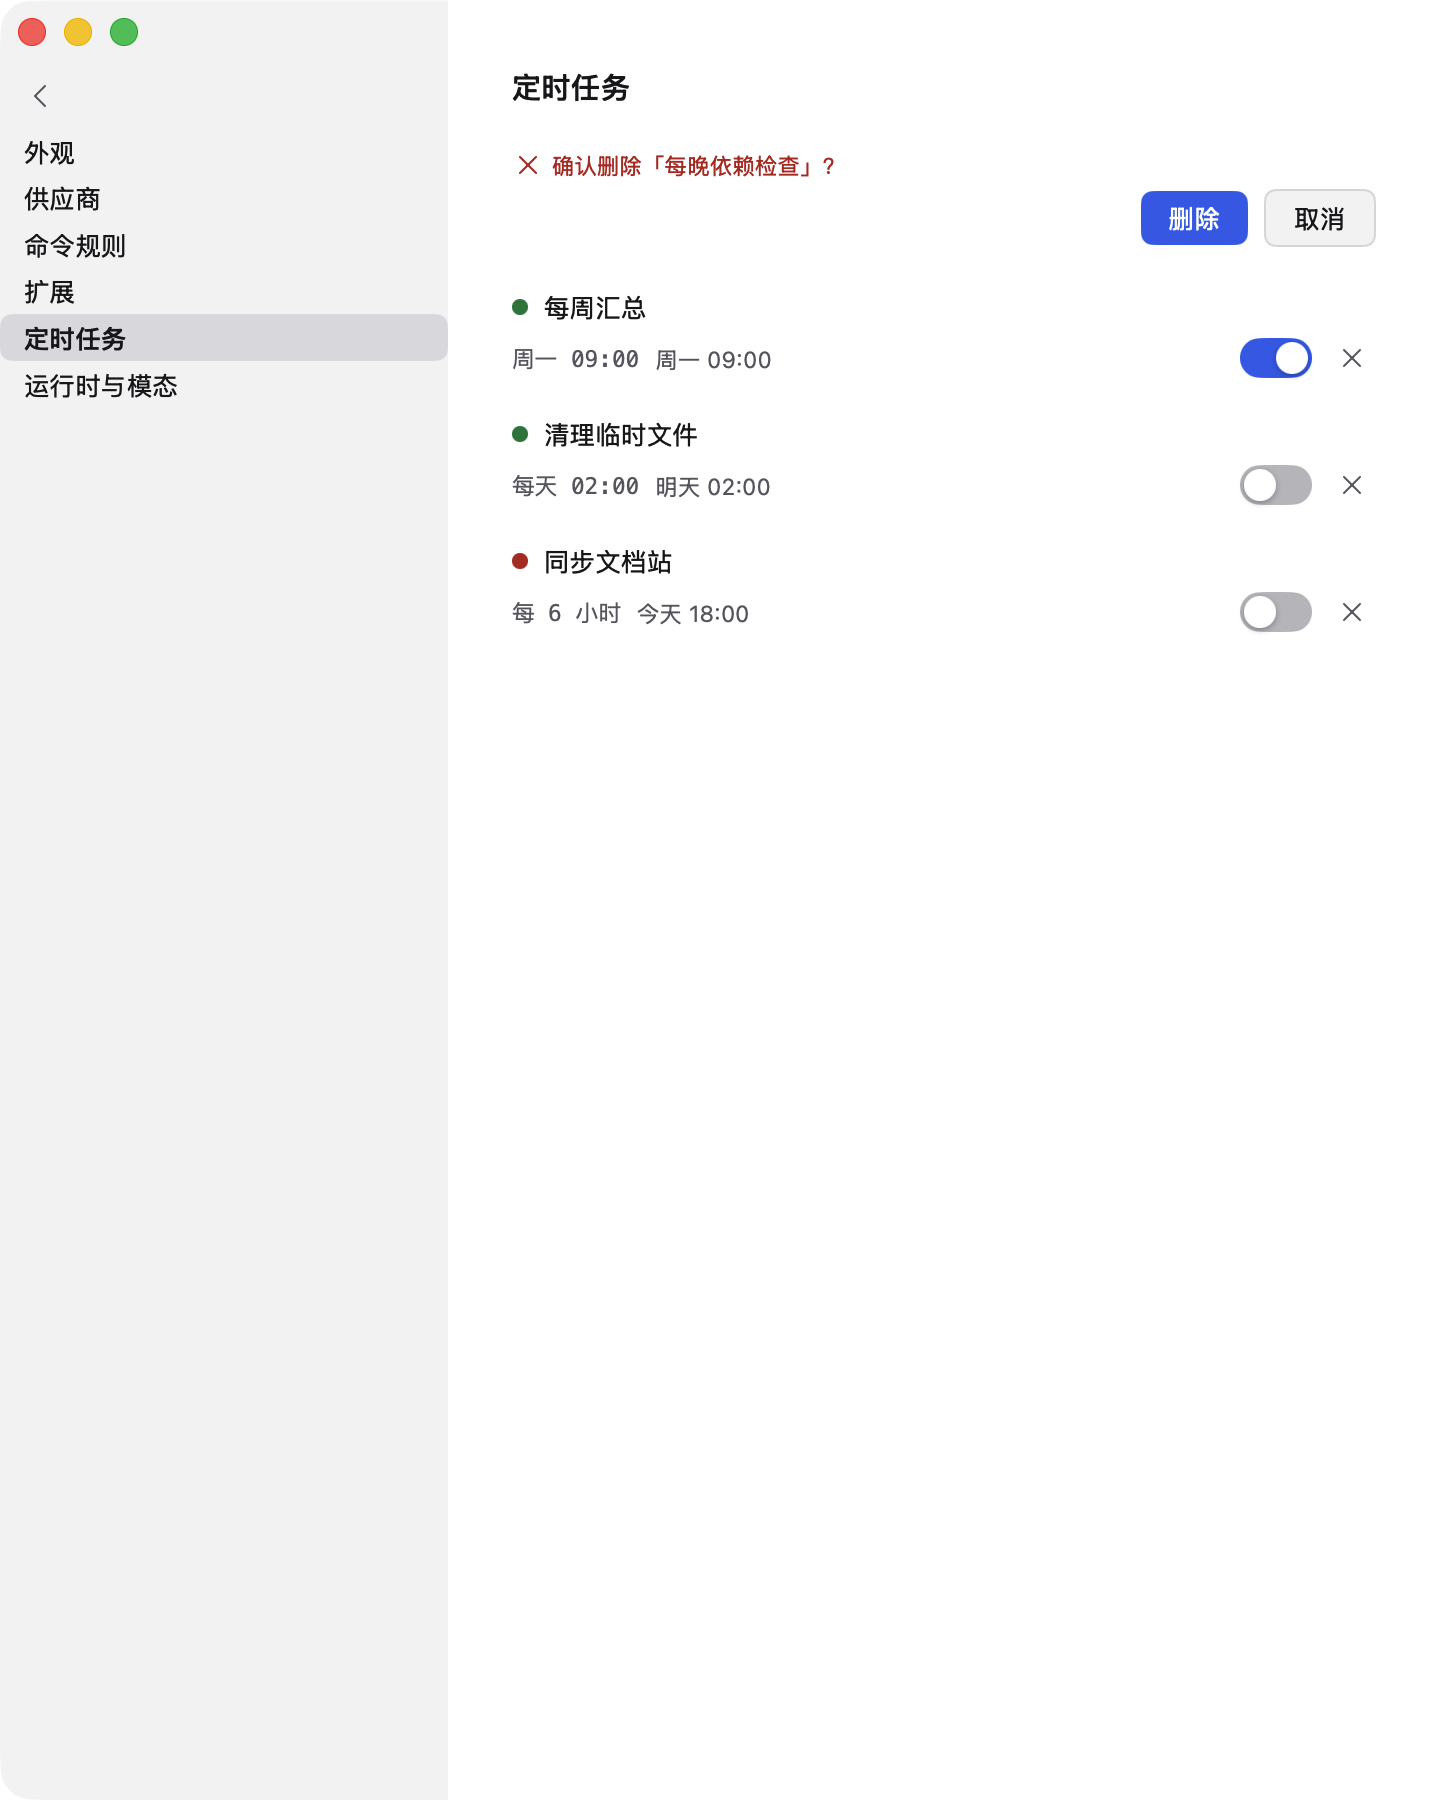 外观
供应商
命令规则
扩展
定时任务
运行时与模态
定时任务
确认删除「每晚依赖检查」?
删除
取消
每周汇总
周一 09:00 周一 09:00
清理临时文件
每天 02:00 明天 02:00
同步文档站
每 6 小时 今天 18:00